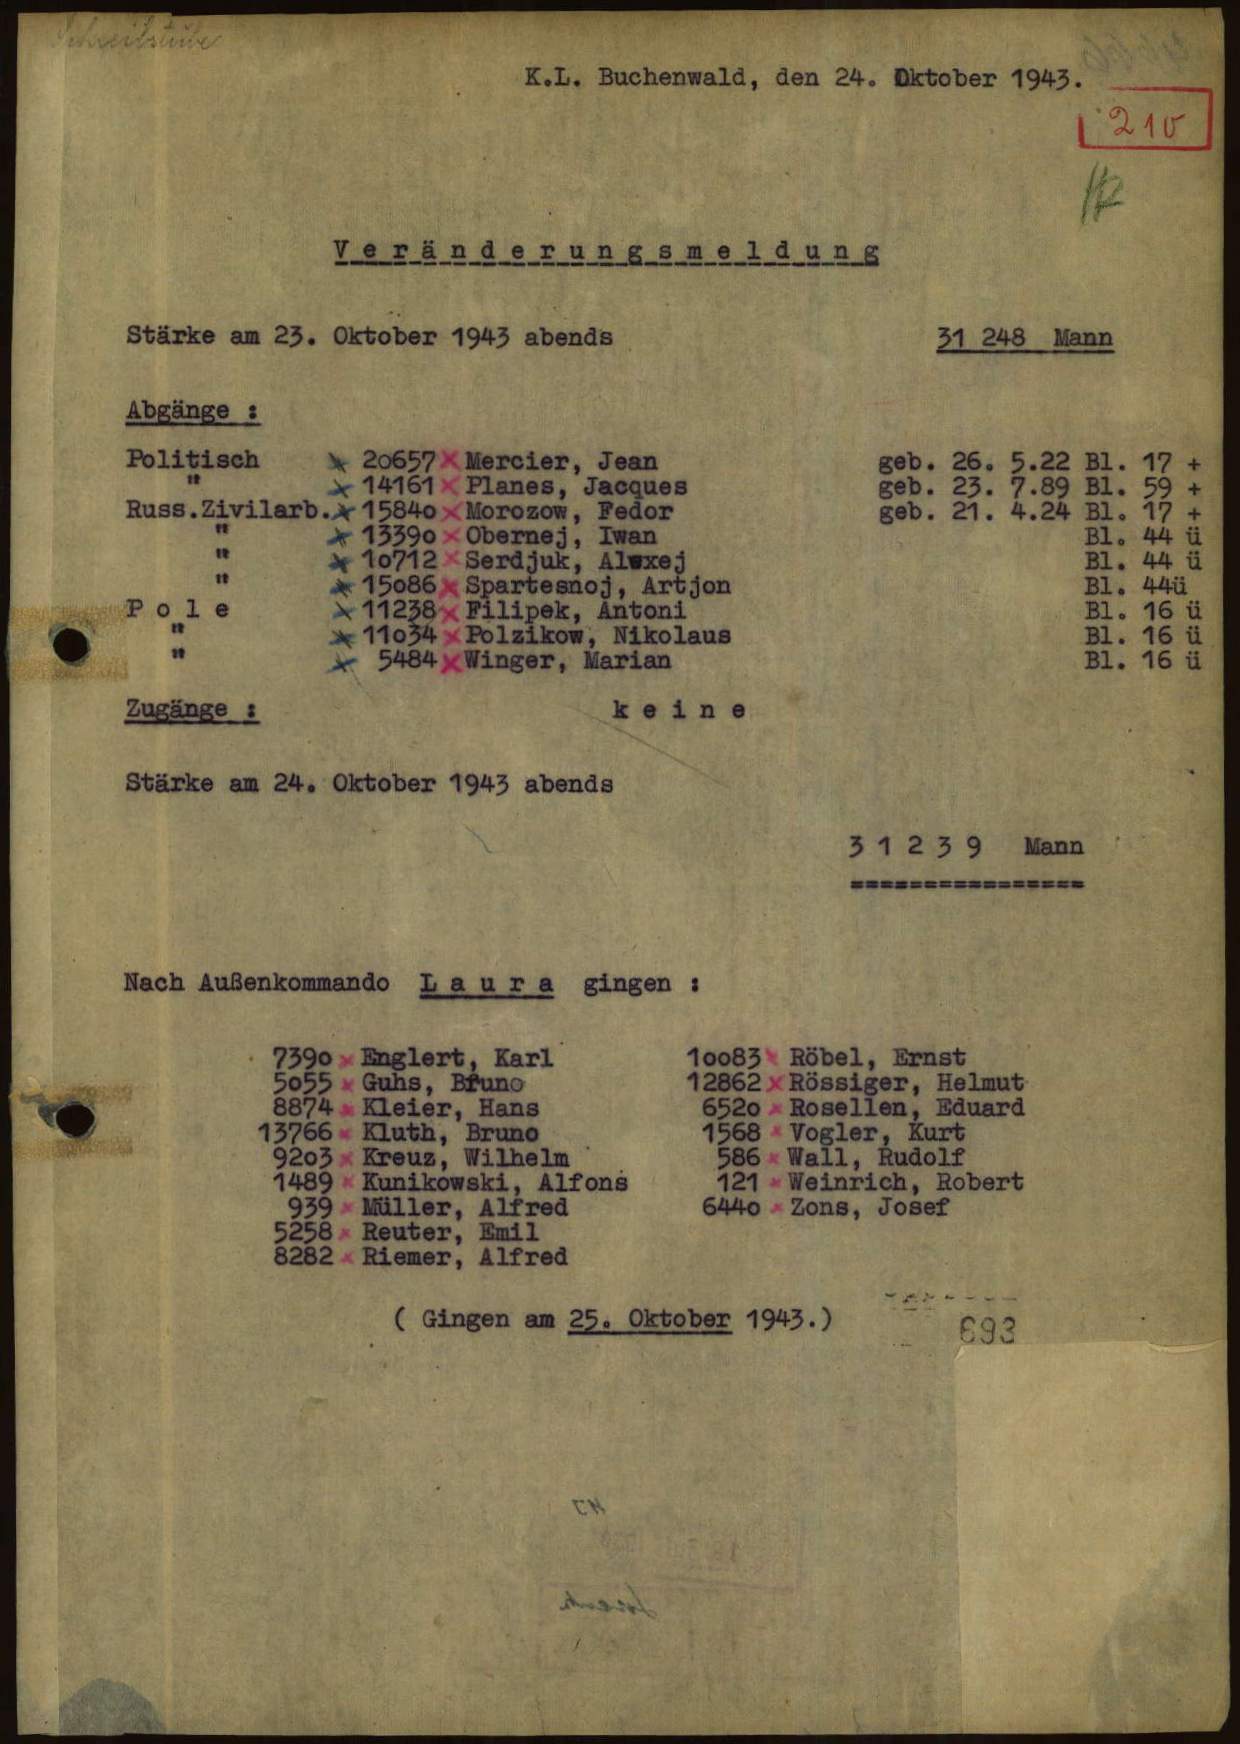 Schreibstube
K.L. Buchenwald, den 24. Oktober 1943.
210
Veränderungsmeldung
Stärke am 23. Oktober 1943 abends 31 248 Mann
Abgänge :
Politisch 20657 Mercier, Jean geb. 26. 5.22 Bl. 17 +
" 14161 Planes, Jacques geb. 23. 7.89 Bl. 59 +
Russ.Zivilarb. 15840 Morozow, Fedor geb. 21. 4.24 Bl. 17 +
" 13390 Obernej, Iwan Bl. 44 ü
" 10712 Serdjuk, Alexej Bl. 44 ü
" 15086 Spartesnoj, Artjon Bl. 44ü
Pole 11238 Filipek, Antoni Bl. 16 ü
" 11034 Polzikow, Nikolaus Bl. 16 ü
" 5484 Winger, Marian Bl. 16 ü
Zugänge : keine
Stärke am 24. Oktober 1943 abends
31239 Mann
================
Nach Außenkommando Laura gingen :
7390 x Englert, Karl 10083 x Röbel, Ernst
5055 x Guhs, Bruno 12862 x Rössiger, Helmut
8874 x Kleier, Hans 6520 x Rosellen, Eduard
13766 x Kluth, Bruno 1568 x Vogler, Kurt
9203 x Kreuz, Wilhelm 586 x Wall, Rudolf
1489 x Kunikowski, Alfons 121 x Weinrich, Robert
939 x Müller, Alfred 6440 x Zons, Josef
5258 x Reuter, Emil
8282 x Riemer, Alfred
( Gingen am 25. Oktober 1943.)
693